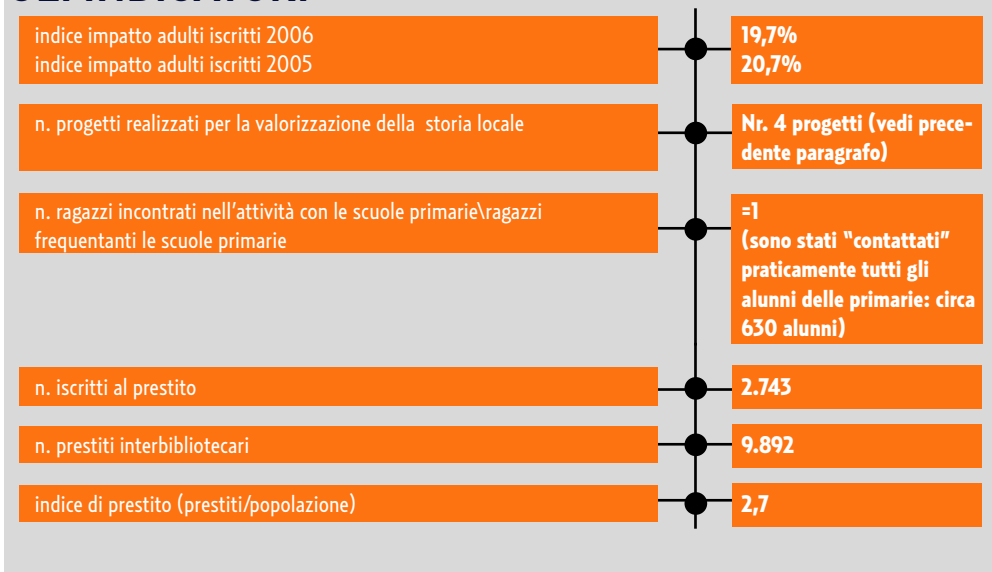 indice impatto adulti iscritti 2006
19,7%
indice impatto adulti iscritti 2005
20,7%
n. progetti realizzati per la valorizzazione della storia locale
Nr. 4 progetti (vedi prece-
dente paragrafo)
n. ragazzi incontrati nell'attività con le scuole primarie\ragazzi
frequentanti le scuole primarie
=1
(sono stati "contattati"
praticamente tutti gli
alunni delle primarie: circa
630 alunni)
n. iscritti al prestito
2.743
n. prestiti interbibliotecari
9.892
indice di prestito (prestiti/popolazione)
2,7